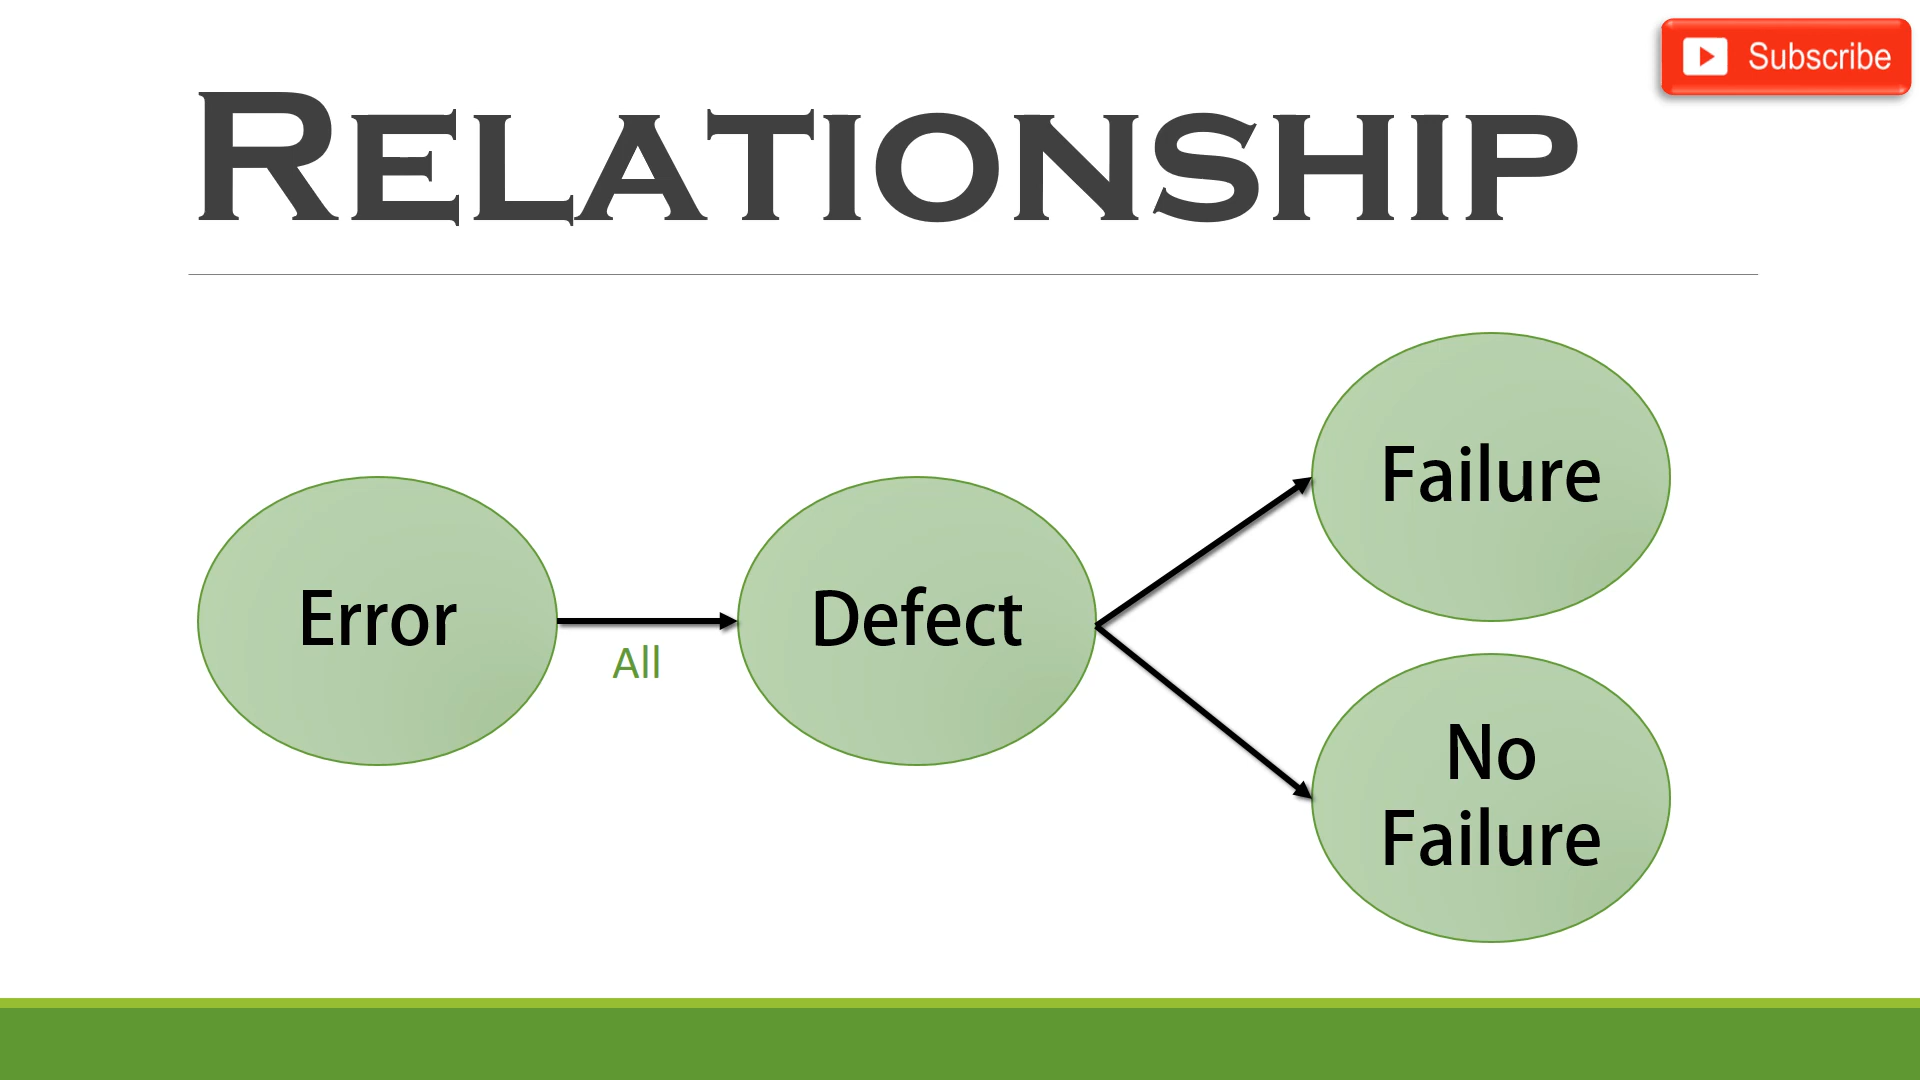 Subscribe
RELATIONSHIP
Error
All
Defect
Failure
No
Failure